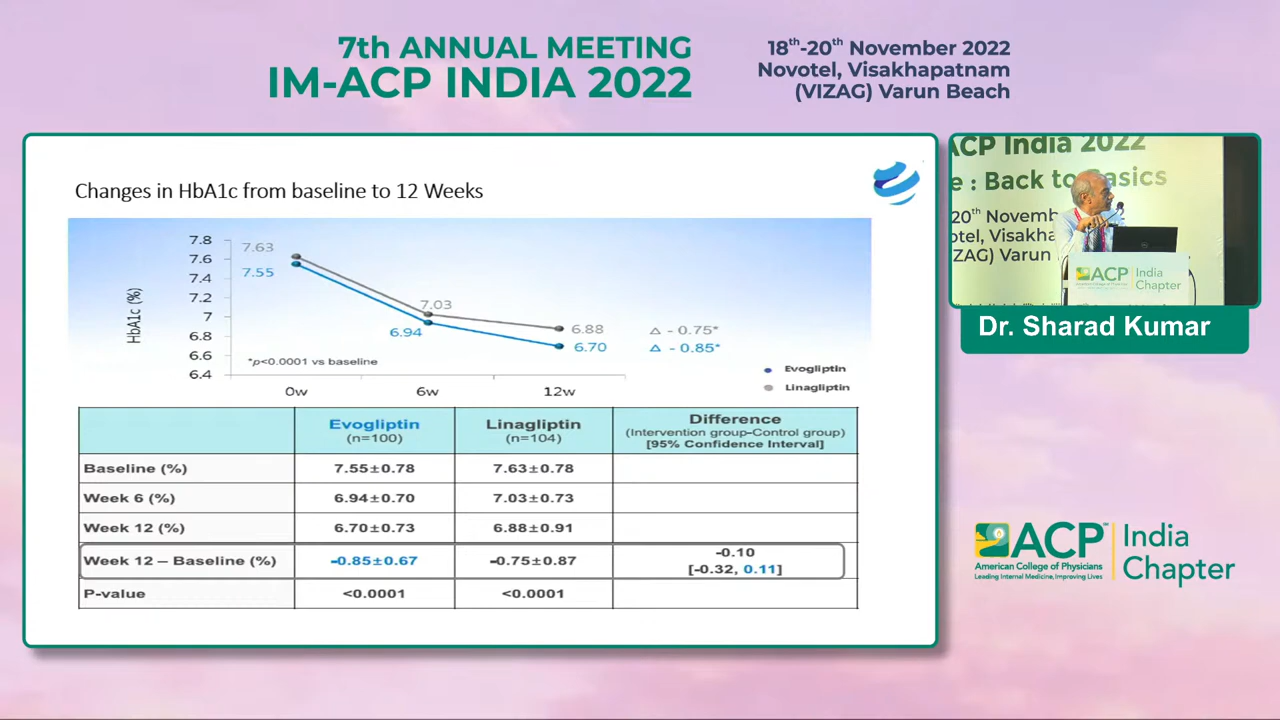 7th ANNUAL MEETING
IM-ACP INDIA 2022
18th-20th November 2022
Novotel, Visakhapatnam
(VIZAG) Varun Beach
Changes in HbA1c from baseline to 12 Weeks
HbA1c (%)
7.8
7.6
7.4
7.2
7
6.8
6.6
6.4
7.63
7.55
7.03
6.94
6.88
6.70
Δ - 0.75*
Δ - 0.85*
*p<0.0001 vs baseline
0w 6w 12w
Evogliptin
Linagliptin
Evogliptin (n=100) Linagliptin (n=104) Difference (Intervention group-Control group) [95% Confidence Interval]
Baseline (%) 7.55±0.78 7.63±0.78
Week 6 (%) 6.94±0.70 7.03±0.73
Week 12 (%) 6.70±0.73 6.88±0.91
Week 12 – Baseline (%) -0.85±0.67 -0.75±0.87 -0.10 [-0.32, 0.11]
P-value <0.0001 <0.0001
ACP India 2022
e : Back to Basics
20th Novemb
otel, Visakha
VIZAG) Varun
ACP India Chapter
Dr. Sharad Kumar
ACP™
American College of Physicians
Leading Internal Medicine, Improving Lives
India
Chapter